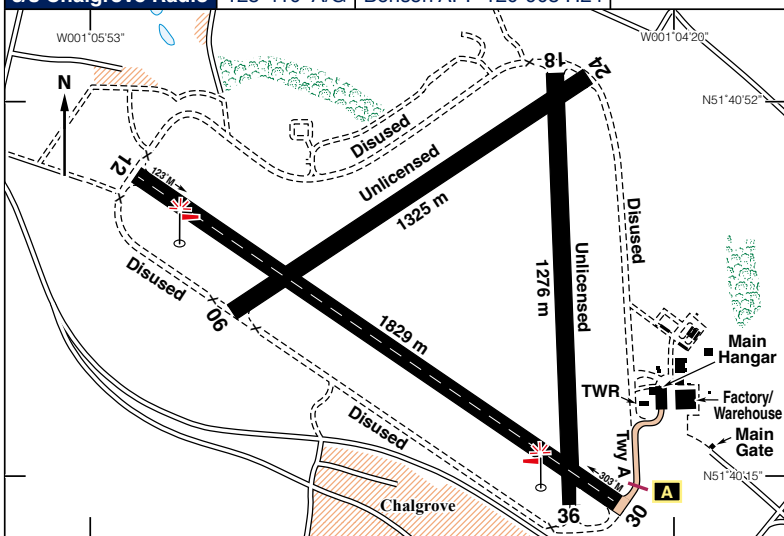 W001°05'53"
W001°04'20"
N51°40'52"
N
18
24
12
123°M
Disused
Unlicensed
1325 m
Disused
Disused
06
1829 m
1276 m
Unlicensed
Main
Hangar
TWR
Factory/
Warehouse
Main
Gate
Disused
Twy A
303°M
A
N51°40'15"
Chalgrove
36
30